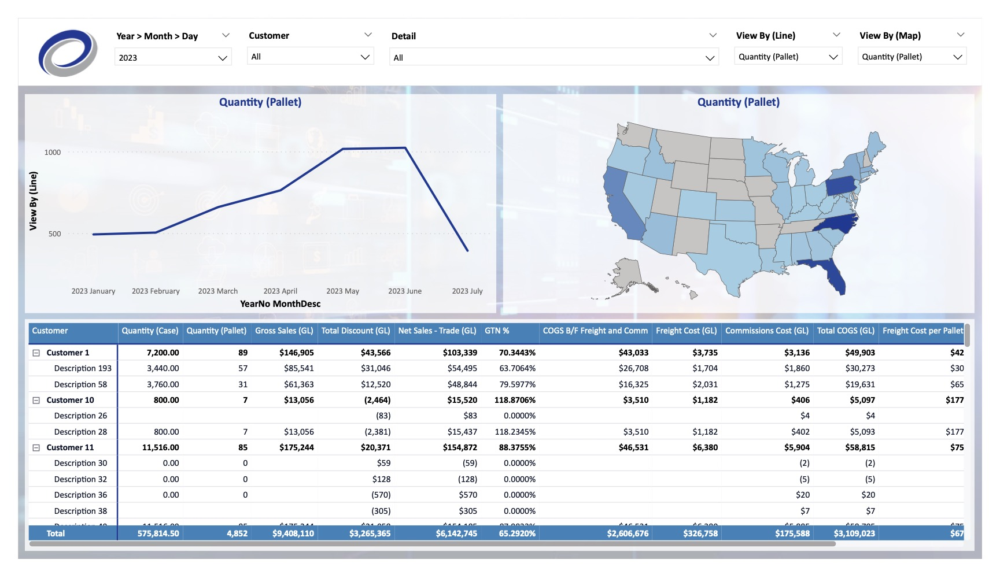 Year > Month > Day Customer Detail View By (Line) View By (Map)
2023 All All Quantity (Pallet) Quantity (Pallet)
Quantity (Pallet)
1000
500
View By (Line)
2023 January 2023 February 2023 March 2023 April 2023 May 2023 June 2023 July
YearNo MonthDesc
Quantity (Pallet)
Customer Quantity (Case) Quantity (Pallet) Gross Sales (GL) Total Discount (GL) Net Sales - Trade (GL) GTN % COGS B/F Freight and Comm Freight Cost (GL) Commissions Cost (GL) Total COGS (GL) Freight Cost per Pallet
Customer 1 7,200.00 89 $146,905 $43,566 $103,339 70.3443% $43,033 $3,735 $3,136 $49,903 $42
Description 193 3,440.00 57 $85,541 $31,046 $54,495 63.7064% $26,708 $1,704 $1,860 $30,273 $30
Description 58 3,760.00 31 $61,363 $12,520 $48,844 79.5977% $16,325 $2,031 $1,275 $19,631 $65
Customer 10 800.00 7 $13,056 (2,464) $15,520 118.8706% $3,510 $1,182 $406 $5,097 $177
Description 26 (83) $83 0.0000% $4 $4
Description 28 800.00 7 $13,056 (2,381) $15,437 118.2345% $3,510 $1,182 $402 $5,093 $177
Customer 11 11,516.00 85 $175,244 $20,371 $154,872 88.3755% $46,531 $6,380 $5,904 $58,815 $75
Description 30 0.00 0 $59 (59) 0.0000% (2) (2)
Description 32 0.00 0 $128 (128) 0.0000% (5) (5)
Description 36 0.00 0 (570) $570 0.0000% $20 $20
Description 38 (305) $305 0.0000% $7 $7
Total 575,814.50 4,852 $9,408,110 $3,265,365 $6,142,745 65.2920% $2,606,676 $326,758 $175,588 $3,109,023 $67